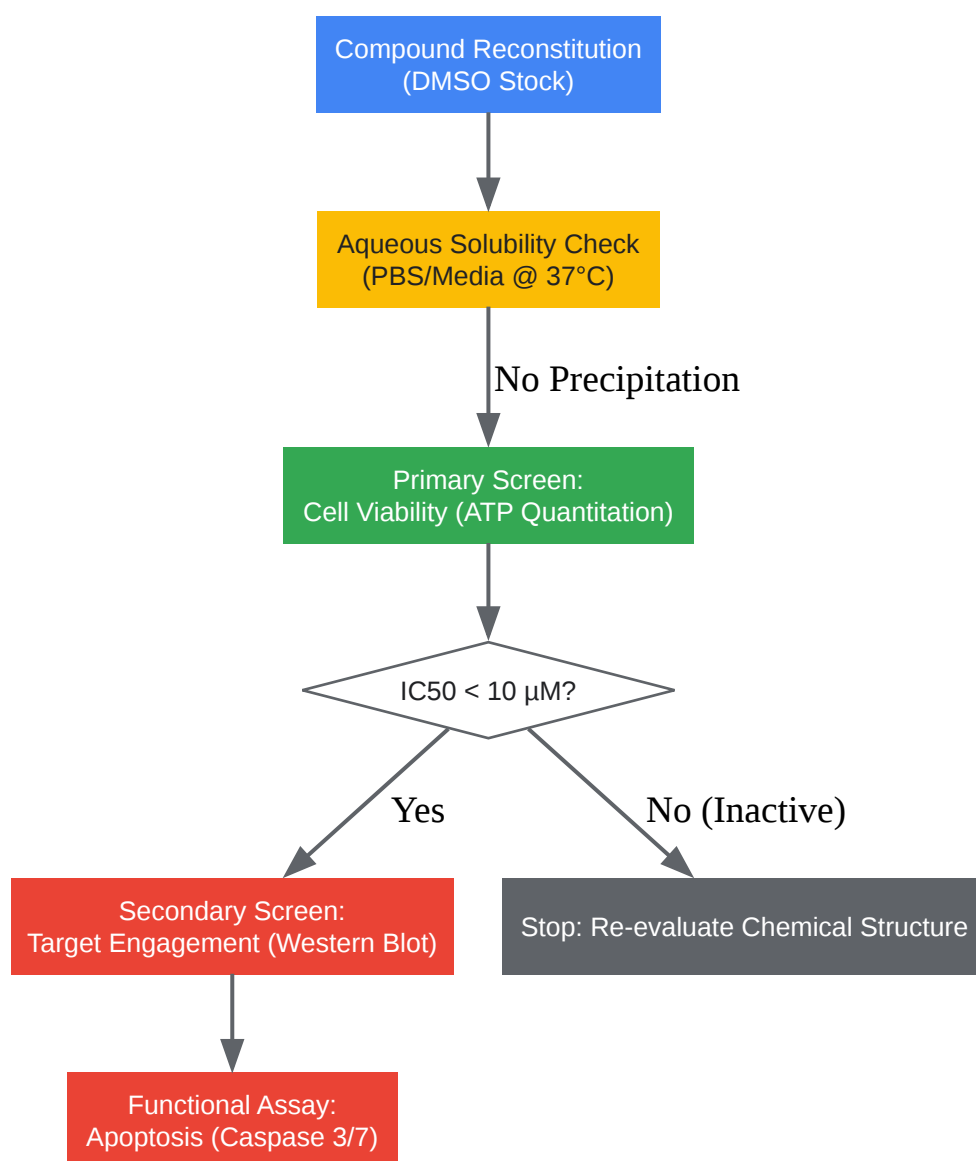 Compound Reconstitution
(DMSO Stock)
Aqueous Solubility Check
(PBS/Media @ 37°C)
No Precipitation
Primary Screen:
Cell Viability (ATP Quantitation)
IC50 < 10 µM?
Yes
No (Inactive)
Secondary Screen:
Target Engagement (Western Blot)
Stop: Re-evaluate Chemical Structure
Functional Assay:
Apoptosis (Caspase 3/7)